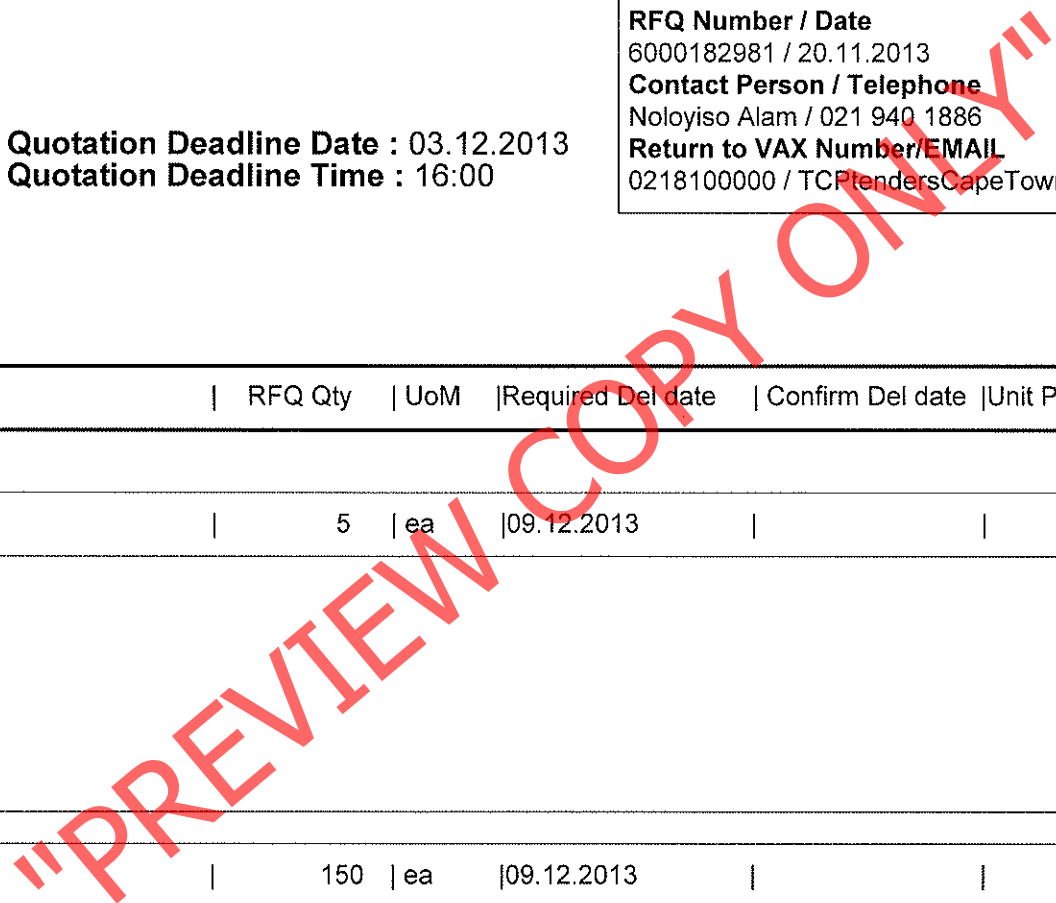 RFQ Number / Date
6000182981 / 20.11.2013
Contact Person / Telephone
Noloyiso Alam / 021 940 1886
Return to VAX Number/EMAIL
0218100000 / TCPtendersCapeTown
Quotation Deadline Date : 03.12.2013
Quotation Deadline Time : 16:00
| RFQ Qty | UoM |Required Del date | Confirm Del date |Unit P
| 5 | ea |09.12.2013 | |
| 150 | ea |09.12.2013 | |
"PREVIEW COPY ONLY"